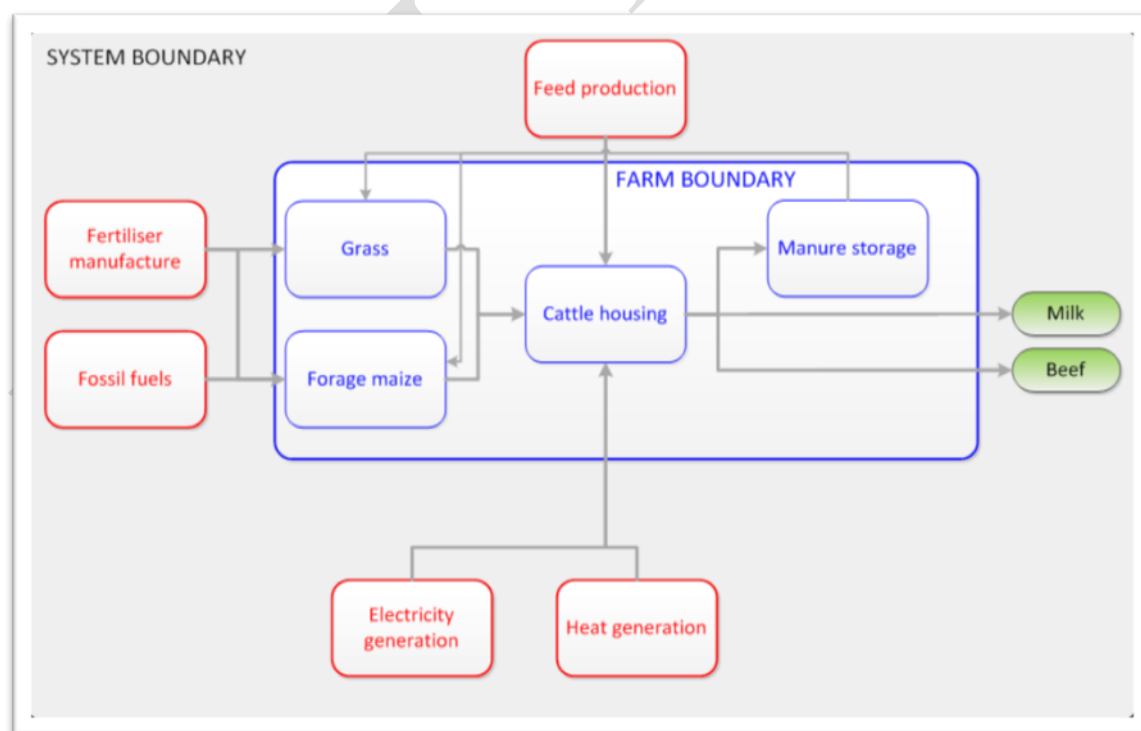 SYSTEM BOUNDARY
Feed production
FARM BOUNDARY
Fertiliser
manufacture
Grass
Manure storage
Cattle housing
Milk
Fossil fuels
Forage maize
Beef
Electricity
generation
Heat generation